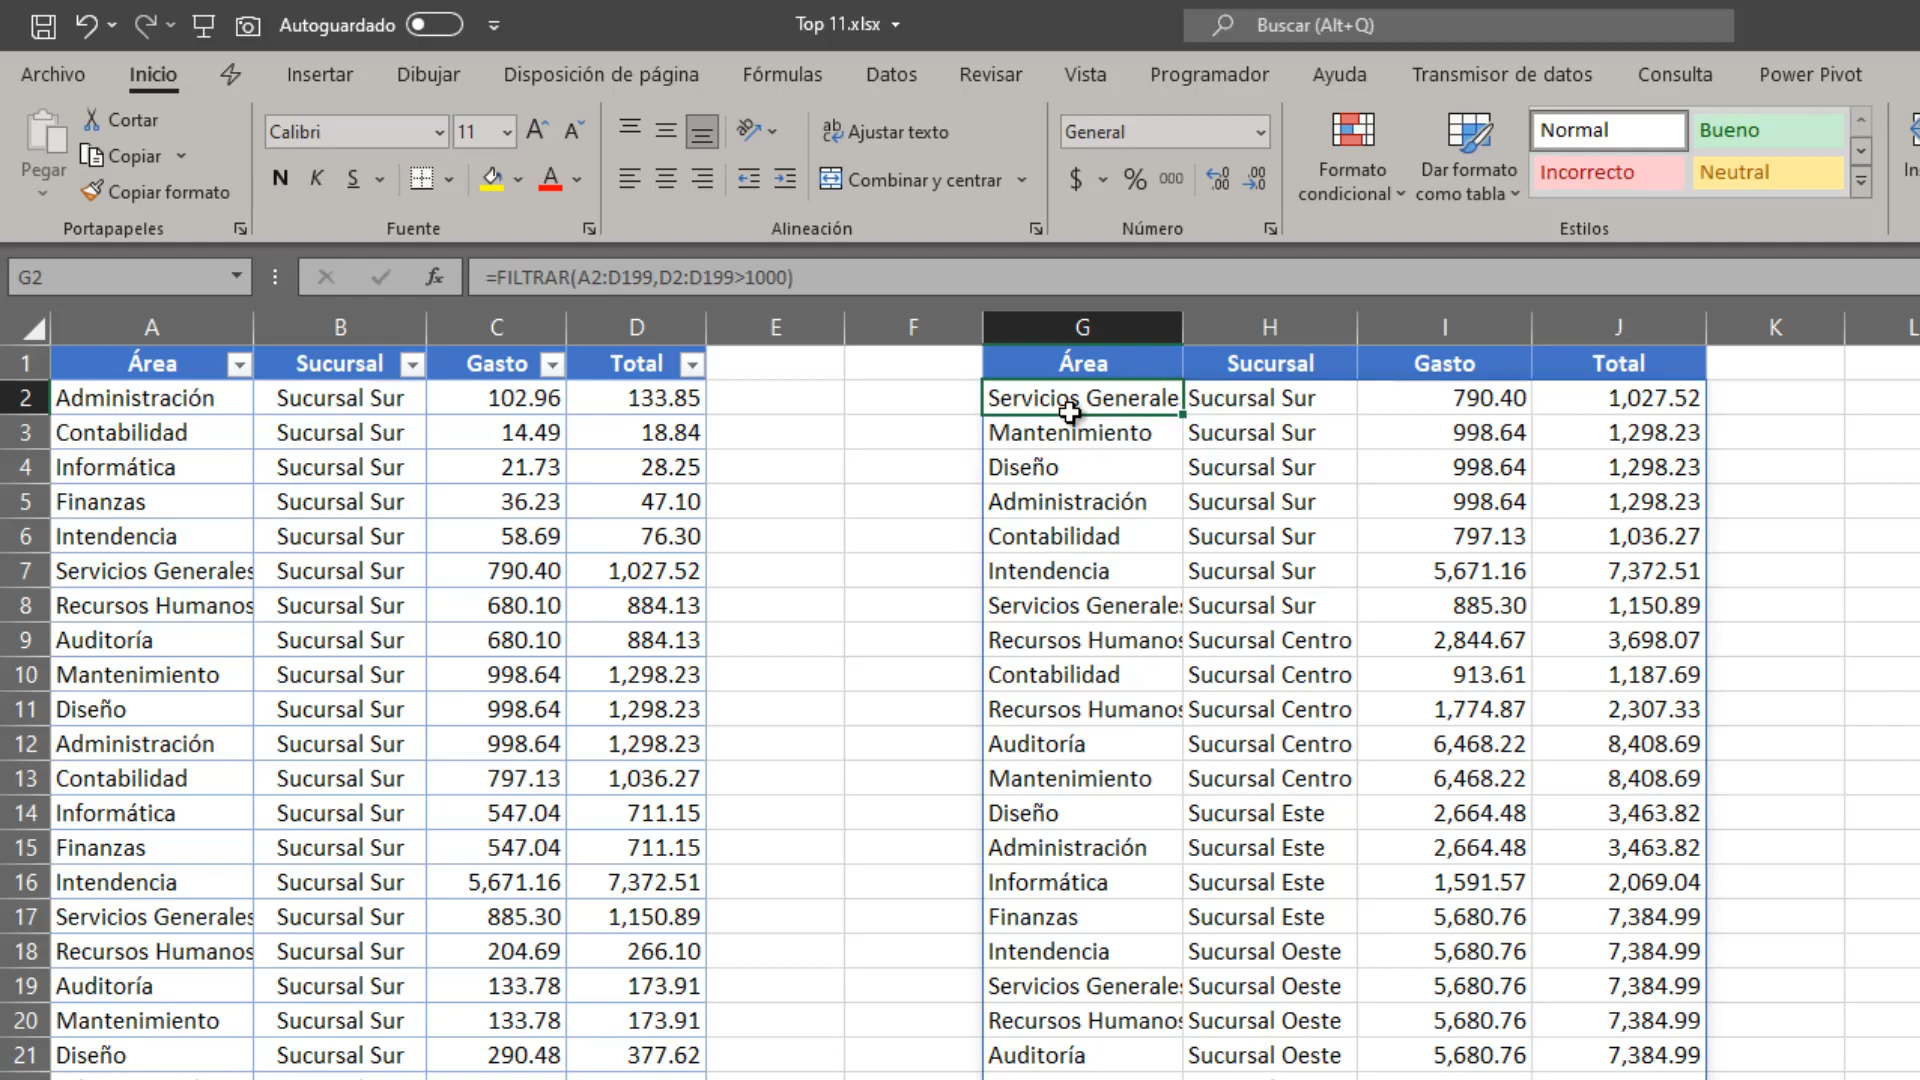 Autoguardado Top 11.xlsx Buscar (Alt+Q)
Archivo Inicio Insertar Dibujar Disposición de página Fórmulas Datos Revisar Vista Programador Ayuda Transmisor de datos Consulta Power Pivot
Pegar Cortar Copiar Copiar formato Portapapeles
Calibri 11 N K S Fuente
Ajustar texto Combinar y centrar Alineación
General $ % 000 Número
Formato condicional Dar formato como tabla Normal Bueno Incorrecto Neutral Estilos
G2 fx =FILTRAR(A2:D199,D2:D199>1000)
A B C D E F G H I J K L
1 Área Sucursal Gasto Total Área Sucursal Gasto Total
2 Administración Sucursal Sur 102.96 133.85 Servicios Generale Sucursal Sur 790.40 1,027.52
3 Contabilidad Sucursal Sur 14.49 18.84 Mantenimiento Sucursal Sur 998.64 1,298.23
4 Informática Sucursal Sur 21.73 28.25 Diseño Sucursal Sur 998.64 1,298.23
5 Finanzas Sucursal Sur 36.23 47.10 Administración Sucursal Sur 998.64 1,298.23
6 Intendencia Sucursal Sur 58.69 76.30 Contabilidad Sucursal Sur 797.13 1,036.27
7 Servicios Generales Sucursal Sur 790.40 1,027.52 Intendencia Sucursal Sur 5,671.16 7,372.51
8 Recursos Humanos Sucursal Sur 680.10 884.13 Servicios Generales Sucursal Sur 885.30 1,150.89
9 Auditoría Sucursal Sur 680.10 884.13 Recursos Humanos Sucursal Centro 2,844.67 3,698.07
10 Mantenimiento Sucursal Sur 998.64 1,298.23 Contabilidad Sucursal Centro 913.61 1,187.69
11 Diseño Sucursal Sur 998.64 1,298.23 Recursos Humanos Sucursal Centro 1,774.87 2,307.33
12 Administración Sucursal Sur 998.64 1,298.23 Auditoría Sucursal Centro 6,468.22 8,408.69
13 Contabilidad Sucursal Sur 797.13 1,036.27 Mantenimiento Sucursal Centro 6,468.22 8,408.69
14 Informática Sucursal Sur 547.04 711.15 Diseño Sucursal Este 2,664.48 3,463.82
15 Finanzas Sucursal Sur 547.04 711.15 Administración Sucursal Este 2,664.48 3,463.82
16 Intendencia Sucursal Sur 5,671.16 7,372.51 Informática Sucursal Este 1,591.57 2,069.04
17 Servicios Generales Sucursal Sur 885.30 1,150.89 Finanzas Sucursal Este 5,680.76 7,384.99
18 Recursos Humanos Sucursal Sur 204.69 266.10 Intendencia Sucursal Oeste 5,680.76 7,384.99
19 Auditoría Sucursal Sur 133.78 173.91 Servicios Generales Sucursal Oeste 5,680.76 7,384.99
20 Mantenimiento Sucursal Sur 133.78 173.91 Recursos Humanos Sucursal Oeste 5,680.76 7,384.99
21 Diseño Sucursal Sur 290.48 377.62 Auditoría Sucursal Oeste 5,680.76 7,384.99